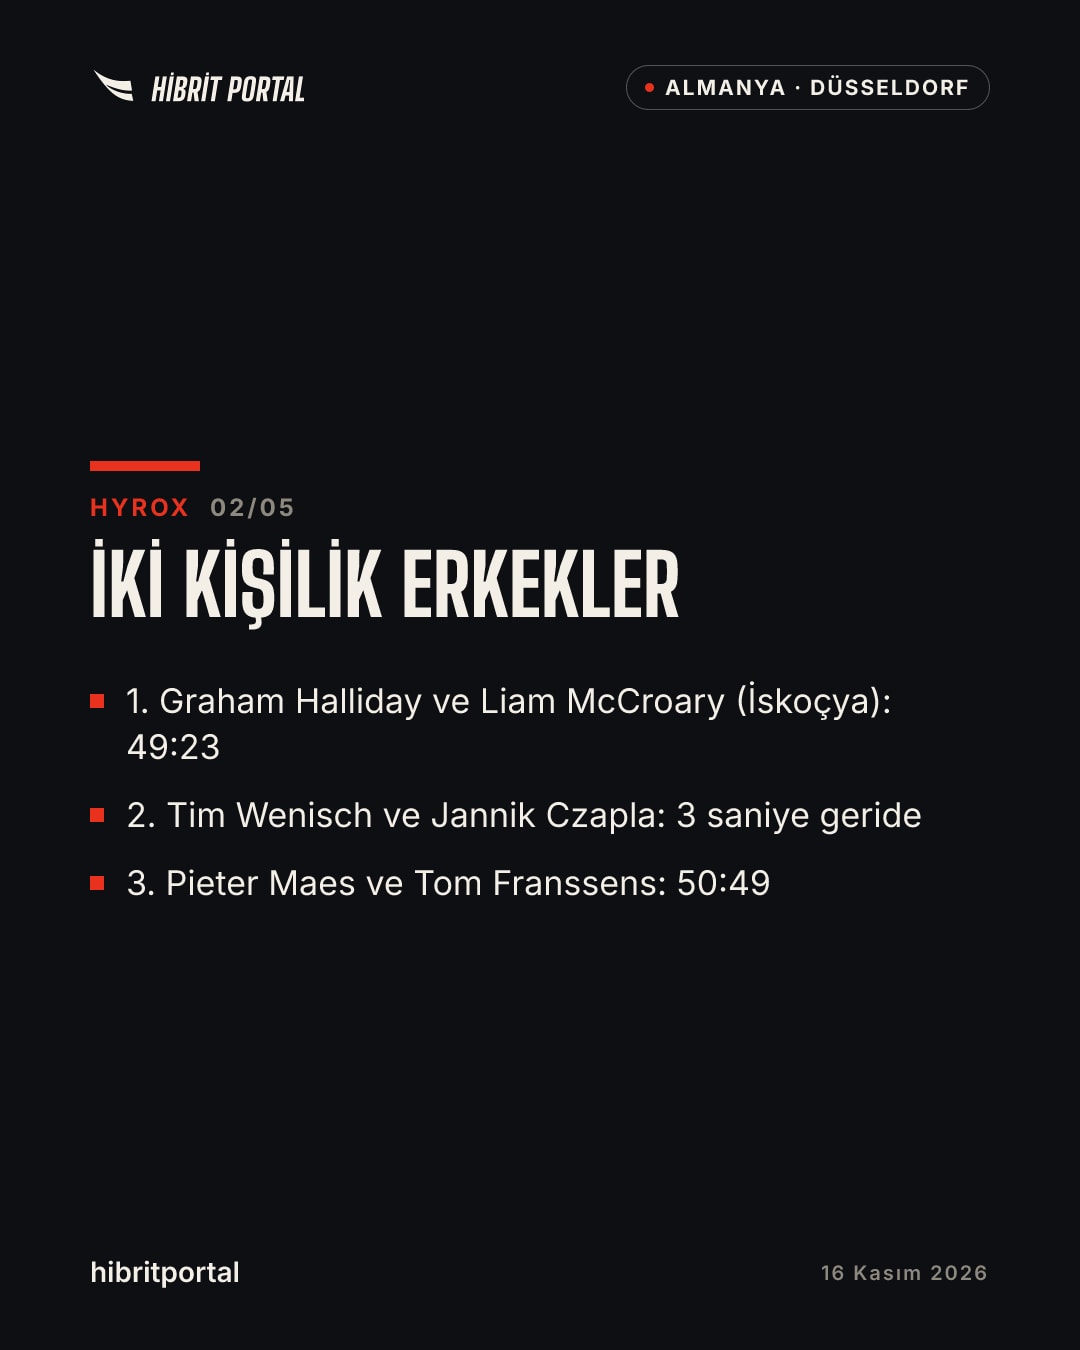 HİBRİT PORTAL
ALMANYA · DÜSSELDORF
HYROX 02/05
İKİ KİŞİLİK ERKEKLER
1. Graham Halliday ve Liam McCroary (İskoçya):
49:23
2. Tim Wenisch ve Jannik Czapla: 3 saniye geride
3. Pieter Maes ve Tom Franssens: 50:49
hibritportal
16 Kasım 2026